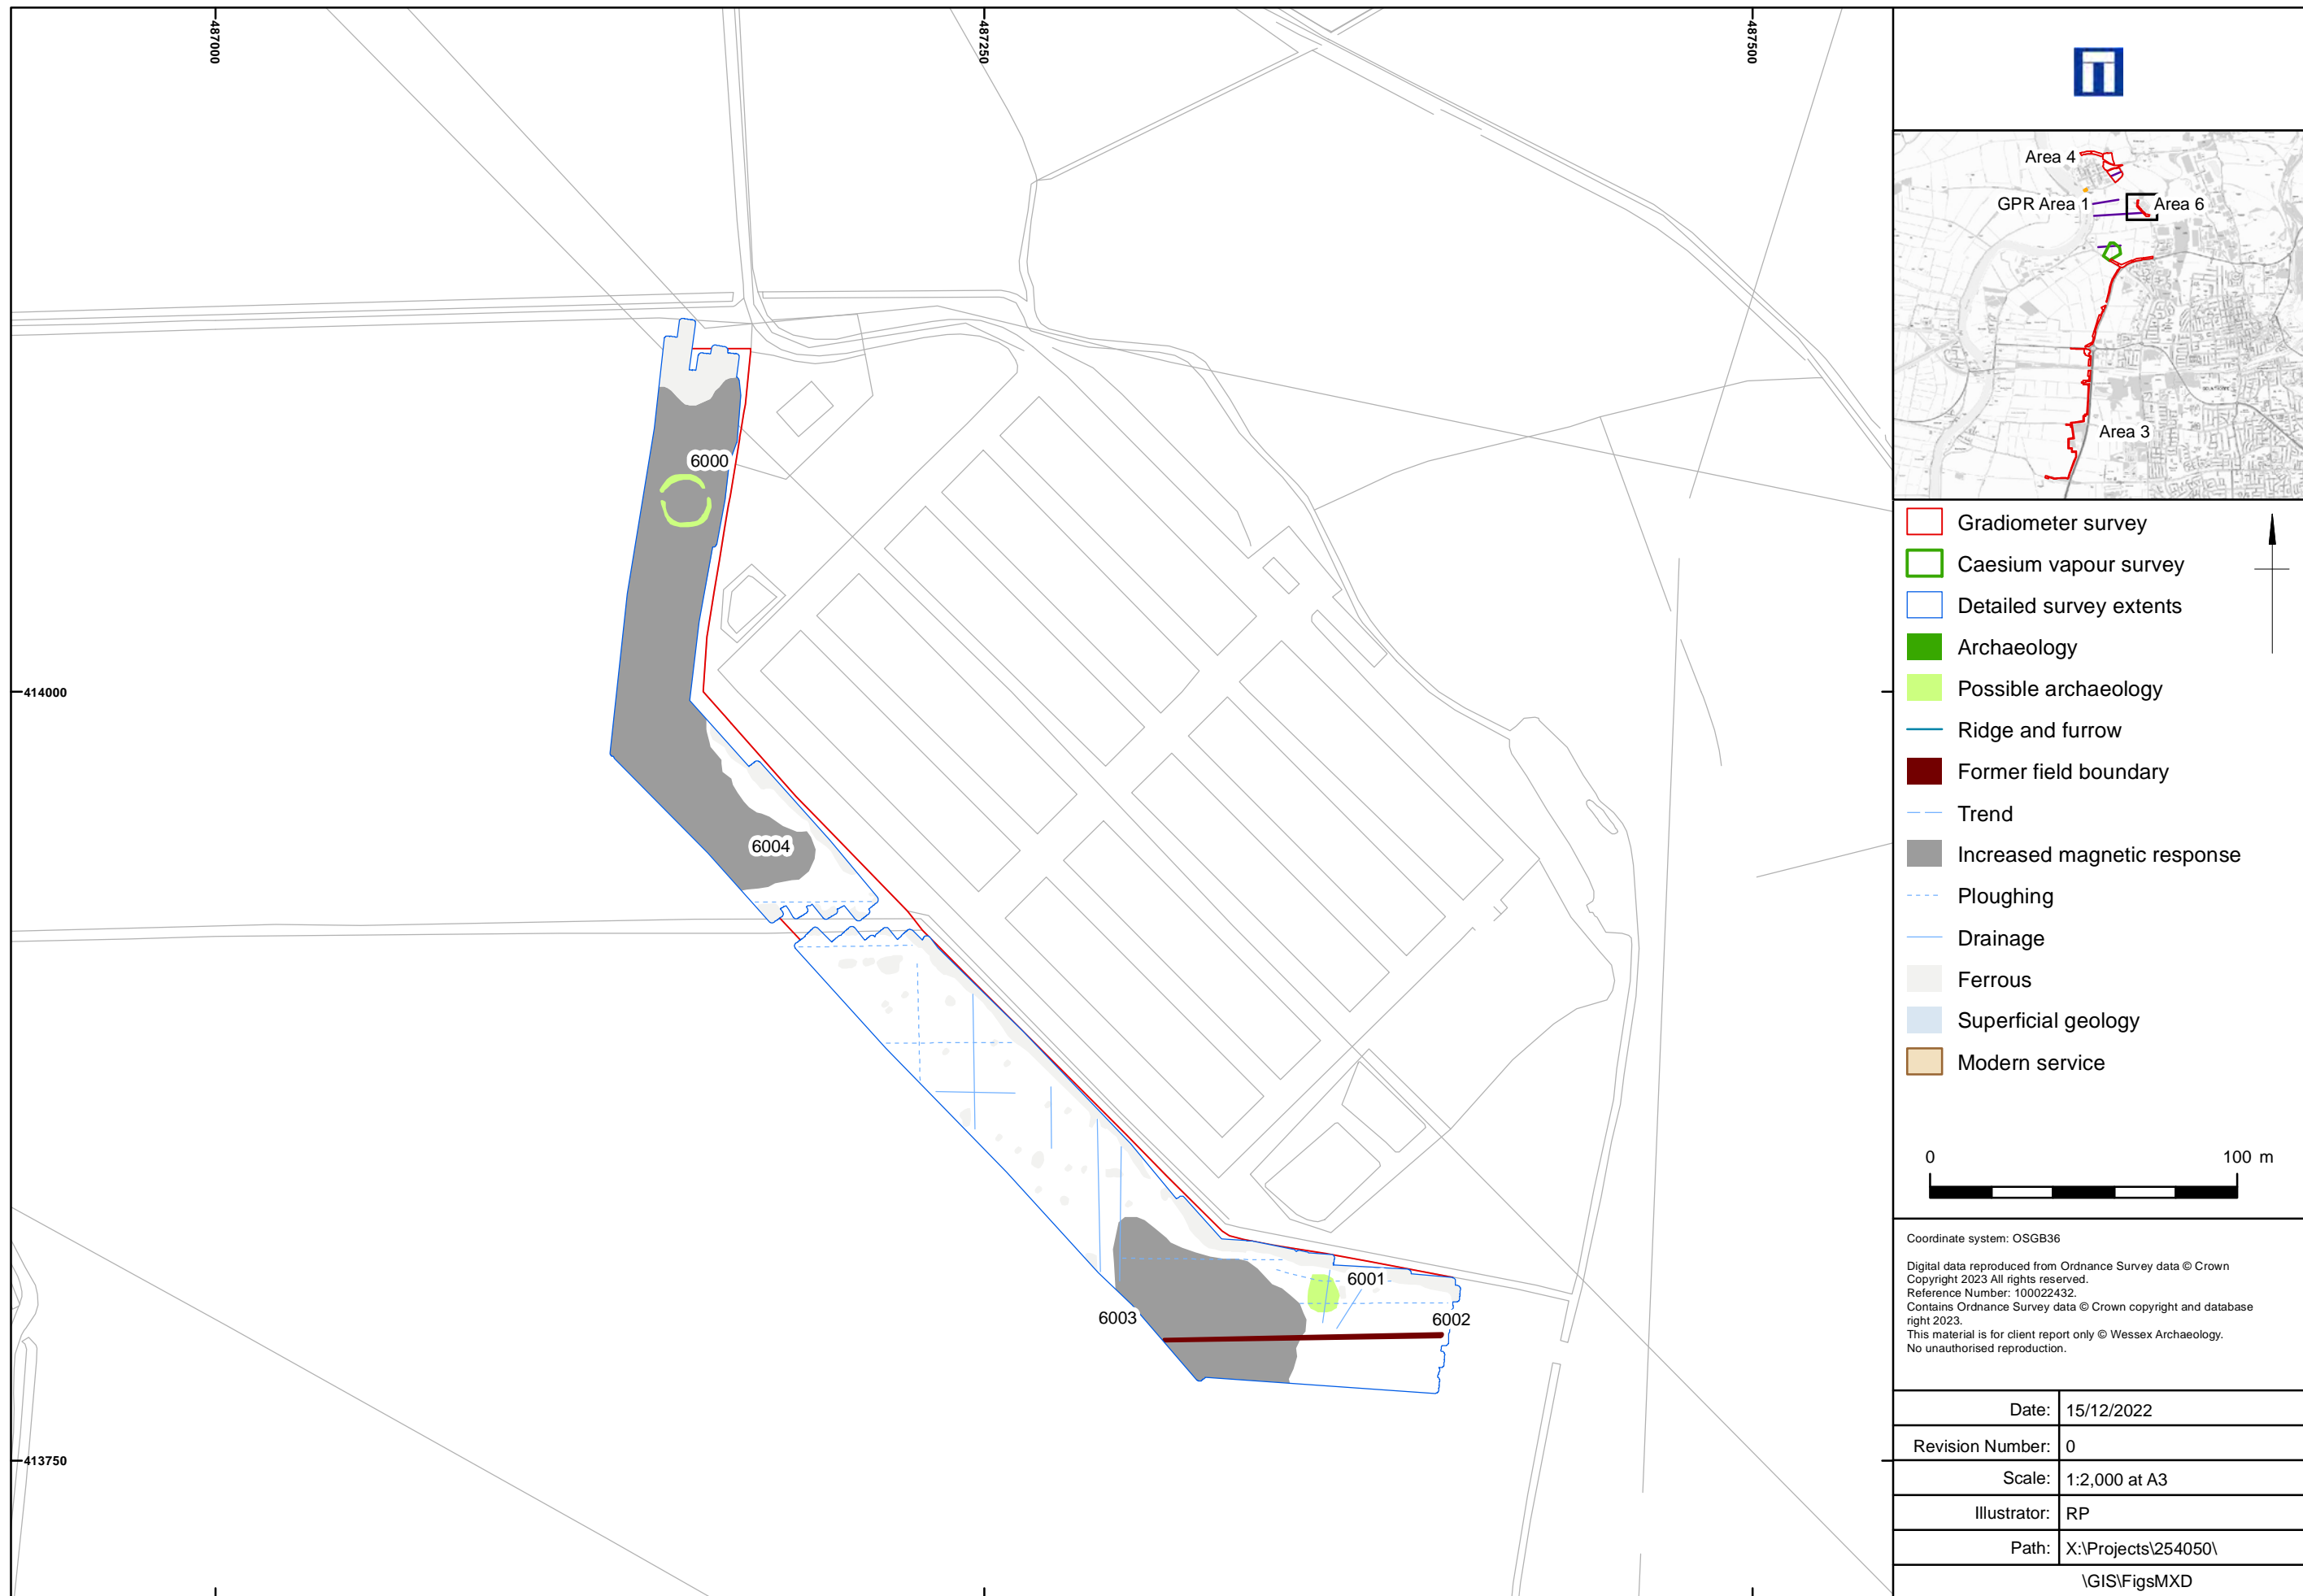 487000
487250
487500
414000
413750
6000
6004
6003
6001
6002
Area 4
GPR Area 1
Area 6
Area 3
Gradiometer survey
Caesium vapour survey
Detailed survey extents
Archaeology
Possible archaeology
Ridge and furrow
Former field boundary
Trend
Increased magnetic response
Ploughing
Drainage
Ferrous
Superficial geology
Modern service
0 100 m
Coordinate system: OSGB36
Digital data reproduced from Ordnance Survey data © Crown
Copyright 2023 All rights reserved.
Reference Number: 100022432.
Contains Ordnance Survey data © Crown copyright and database
right 2023.
This material is for client report only © Wessex Archaeology.
No unauthorised reproduction.
Date: 15/12/2022
Revision Number: 0
Scale: 1:2,000 at A3
Illustrator: RP
Path: X:\Projects\254050\
\GIS\FigsMXD